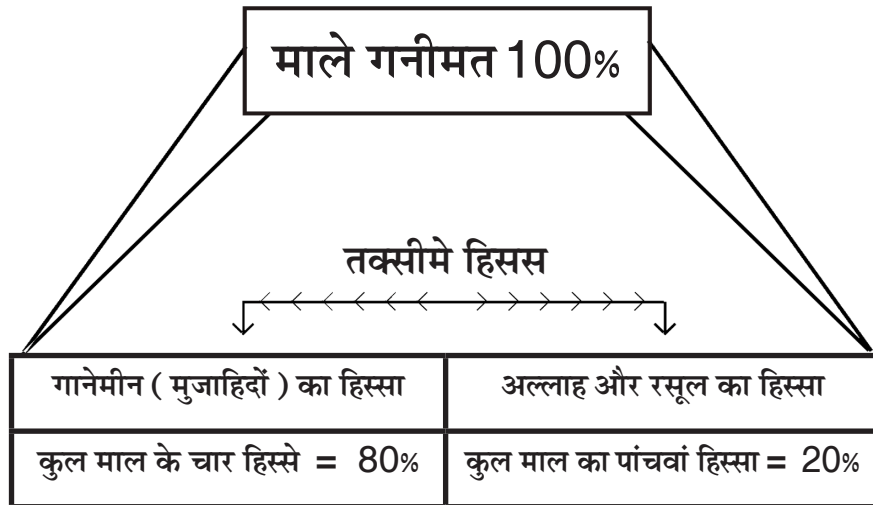 माले गनीमत 100%
तक्सीमे हिसस
गानेमीन ( मुजाहिदों ) का हिस्सा
अल्लाह और रसूल का हिस्सा
कुल माल के चार हिस्से = 80%
कुल माल का पांचवां हिस्सा = 20%